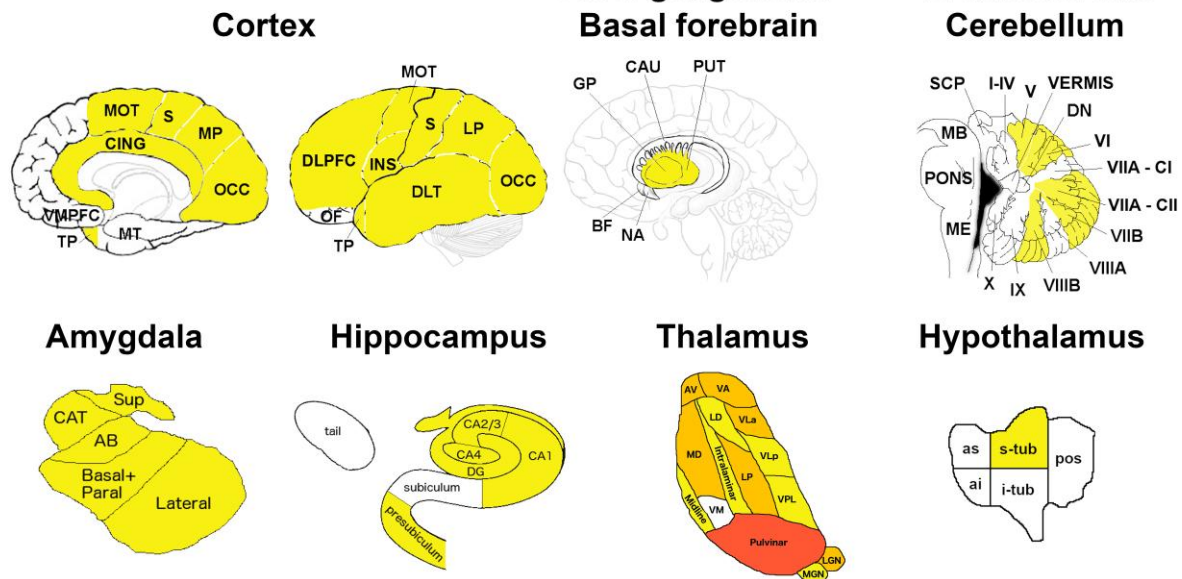 Cortex
Basal forebrain
Cerebellum
MOT
S
MP
CING
OCC
VMPFC
MT
TP
MOT
S
LP
DLPFC
INS
OCC
DLT
OF
TP
CAU
PUT
GP
BF
NA
SCP
I-IV
V
VERMIS
DN
MB
VI
VIIA - CI
PONS
VIIA - CII
ME
VIIB
VIIIA
X
IX
VIIIB
Amygdala
Hippocampus
Thalamus
Hypothalamus
Sup
CAT
AB
Basal+
Paral
Lateral
tail
CA2/3
CA4
CA1
DG
subiculum
presubiculum
AV
VA
LD
VLa
MD
Intralaminar
VLp
LP
VPL
Midline
VM
Pulvinar
LGN
MGN
as
s-tub
pos
ai
i-tub